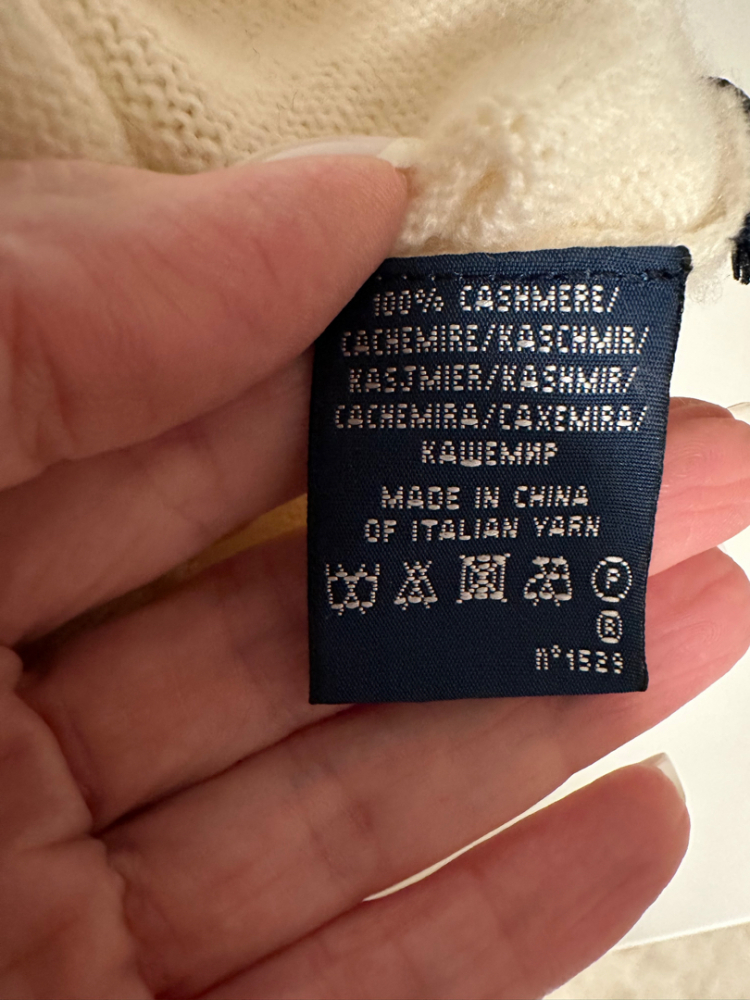 100% CASHMERE/
CACHEMIRE/KASCHMIR/
KASJMIER/KASHMIR/
CACHEMIRA/CAXEMIRA/
КАШЕМИР
MADE IN CHINA
OF ITALIAN YARN
P
®
n°1529